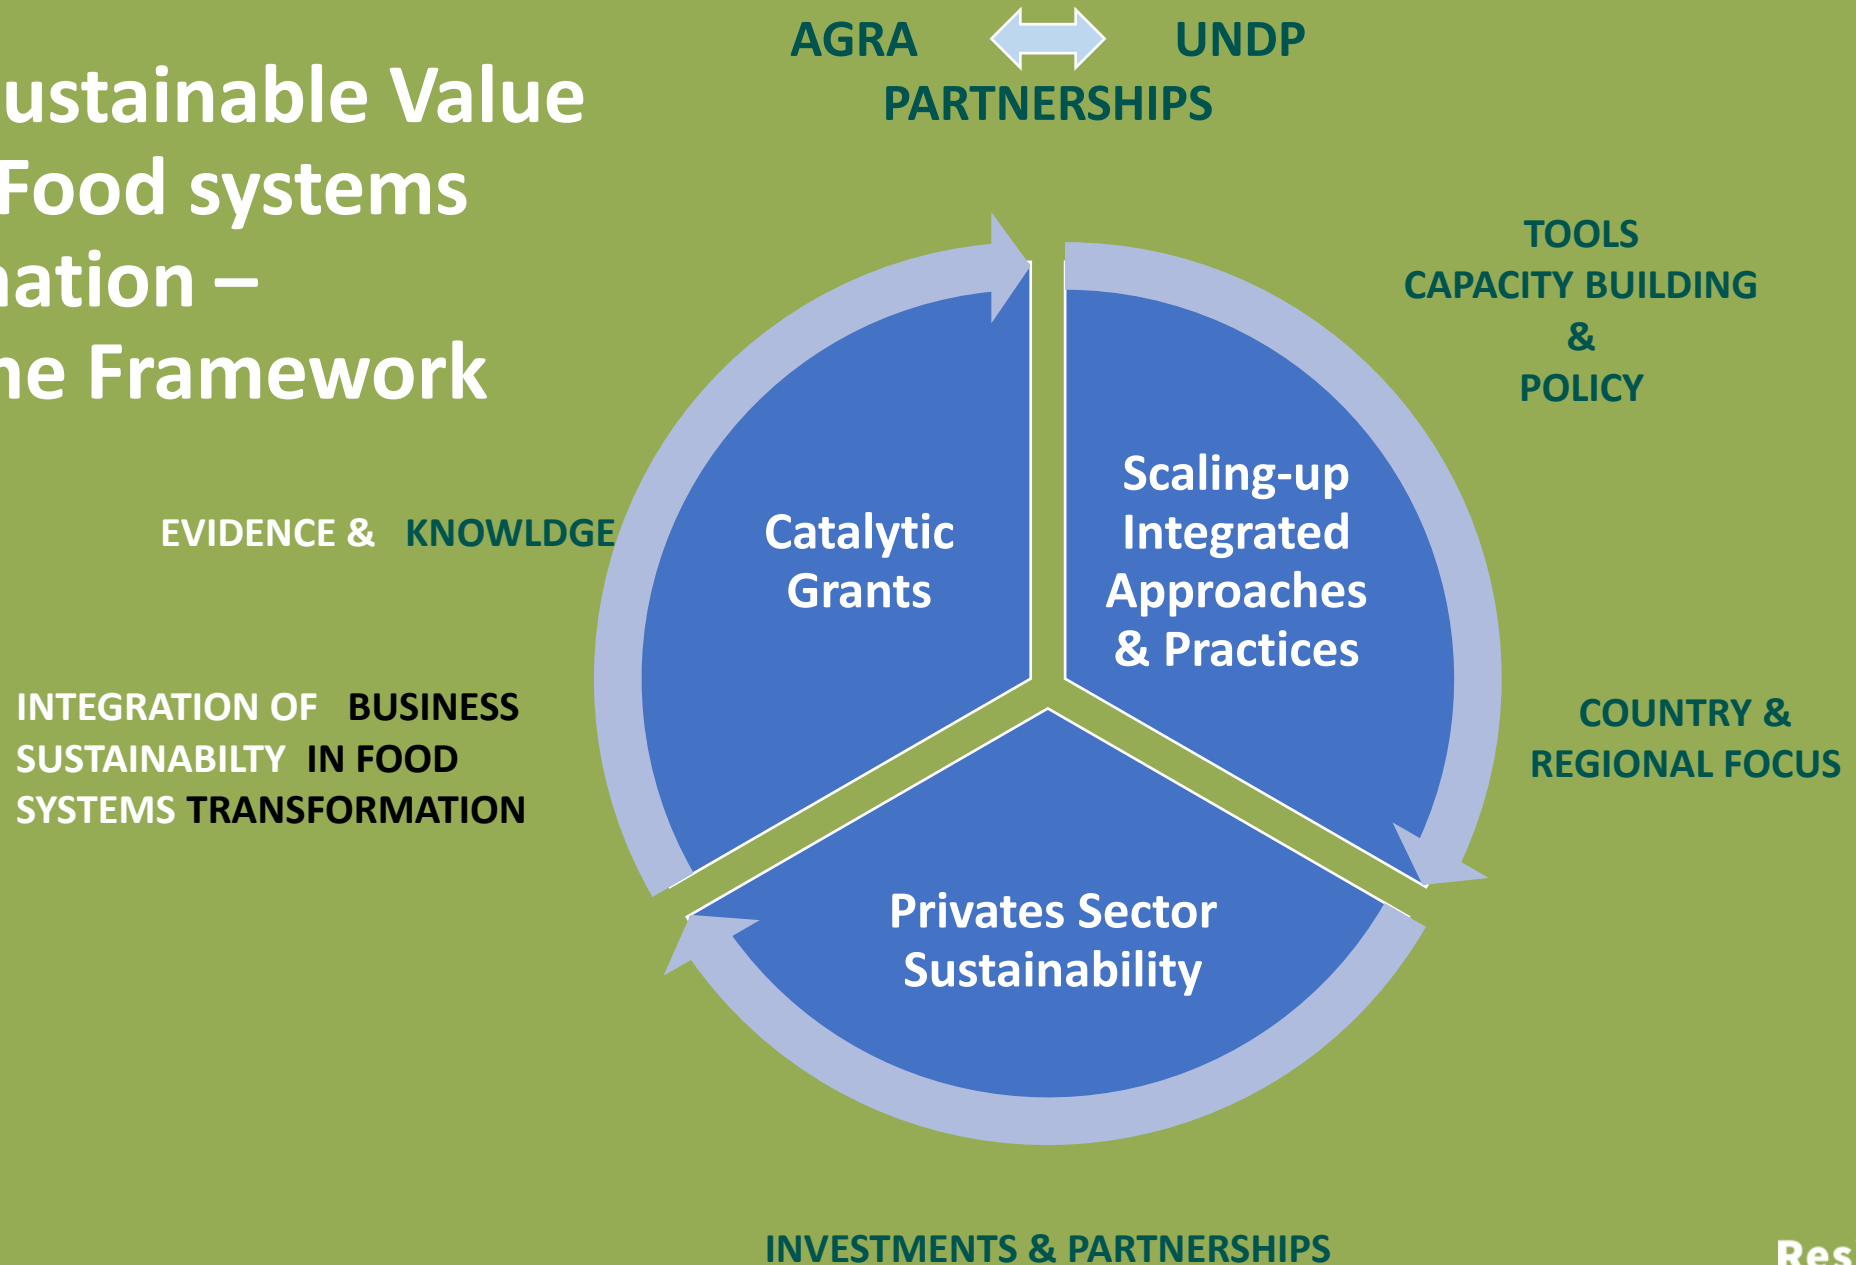 ustainable Value
Food systems
nation –
ne Framework
AGRA UNDP
PARTNERSHIPS
TOOLS
CAPACITY BUILDING
&
POLICY
EVIDENCE & KNOWLDGE
Catalytic
Grants
Scaling-up
Integrated
Approaches
& Practices
INTEGRATION OF BUSINESS
SUSTAINABILTY IN FOOD
SYSTEMS TRANSFORMATION
COUNTRY &
REGIONAL FOCUS
Privates Sector
Sustainability
INVESTMENTS & PARTNERSHIPS
Res